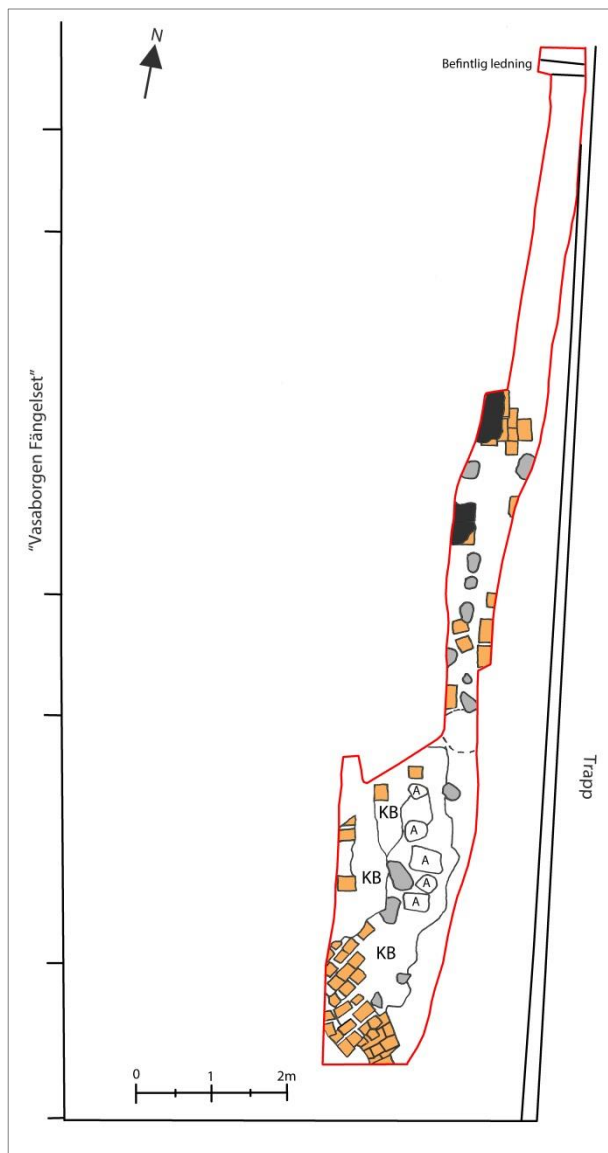 N
Befintlig ledning
"Vasaborgen Fängelset"
Trapp
A
KB
A
A
KB
A
A
KB
0 1 2m